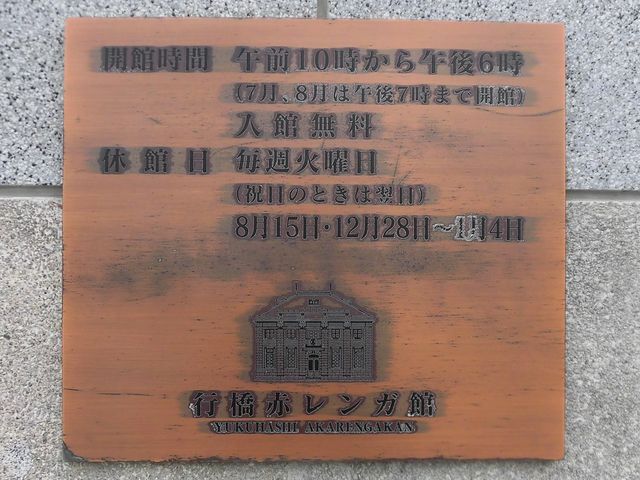 開館時間 午前10時から午後6時
(7月、8月は午後7時まで開館)
入館無料
休館日 毎週火曜日
(祝日のときは翌日)
8月15日・12月28日～1月4日
行橋赤レンガ館
YUKUHASHI AKARENGAKAN